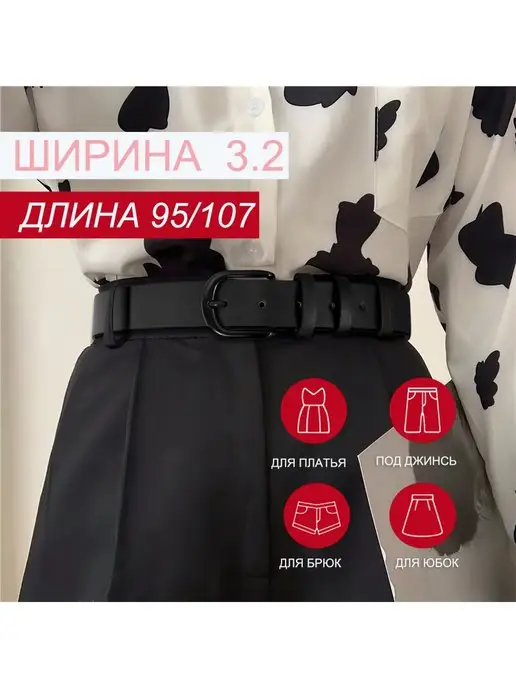 ШИРИНА 3.2
ДЛИНА 95/107
ДЛЯ ПЛАТЬЯ
ПОД ДЖИНСЬ
ДЛЯ БРЮК
ДЛЯ ЮБОК